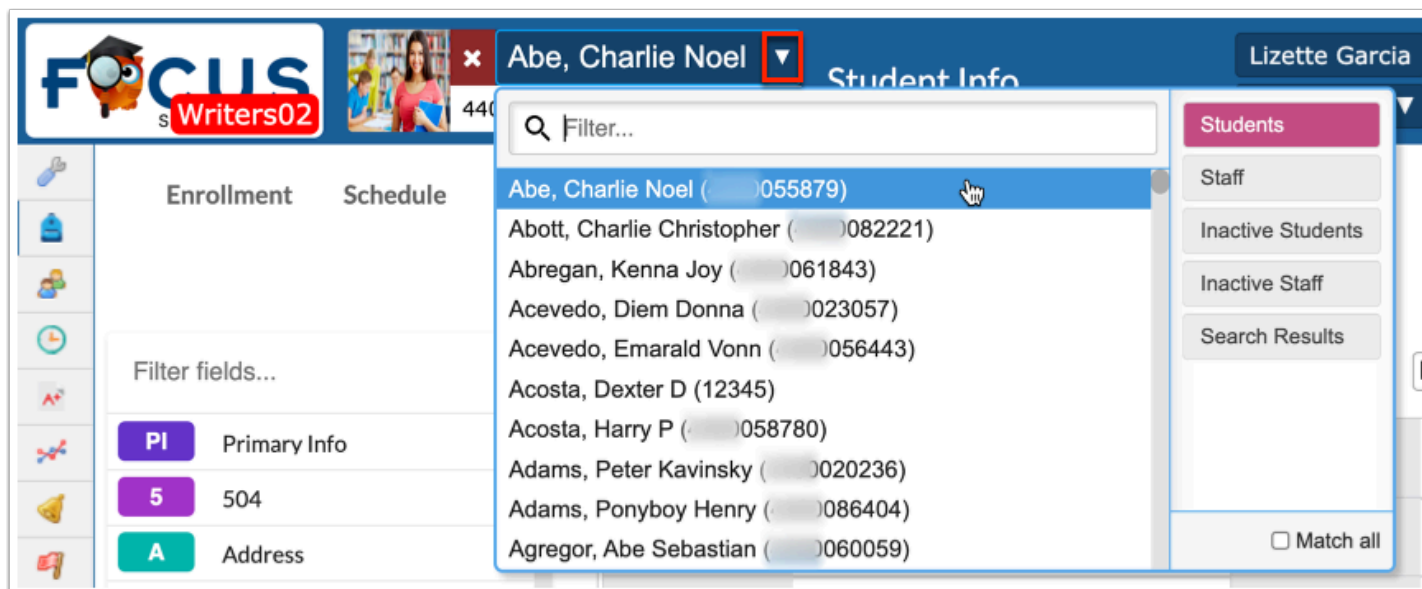 FOCUS
Writers02
Abe, Charlie Noel ▼
440
Student Info
Lizette Garcia
Filter...
Abe, Charlie Noel ( 055879)
Abott, Charlie Christopher ( 082221)
Abregan, Kenna Joy ( 061843)
Acevedo, Diem Donna ( 023057)
Acevedo, Emarald Vonn ( 056443)
Acosta, Dexter D (12345)
Acosta, Harry P ( 058780)
Adams, Peter Kavinsky ( 020236)
Adams, Ponyboy Henry ( 086404)
Agregor, Abe Sebastian ( 060059)
Students
Staff
Inactive Students
Inactive Staff
Search Results
Match all
Enrollment Schedule
Filter fields...
PI Primary Info
5 504
A Address
A+